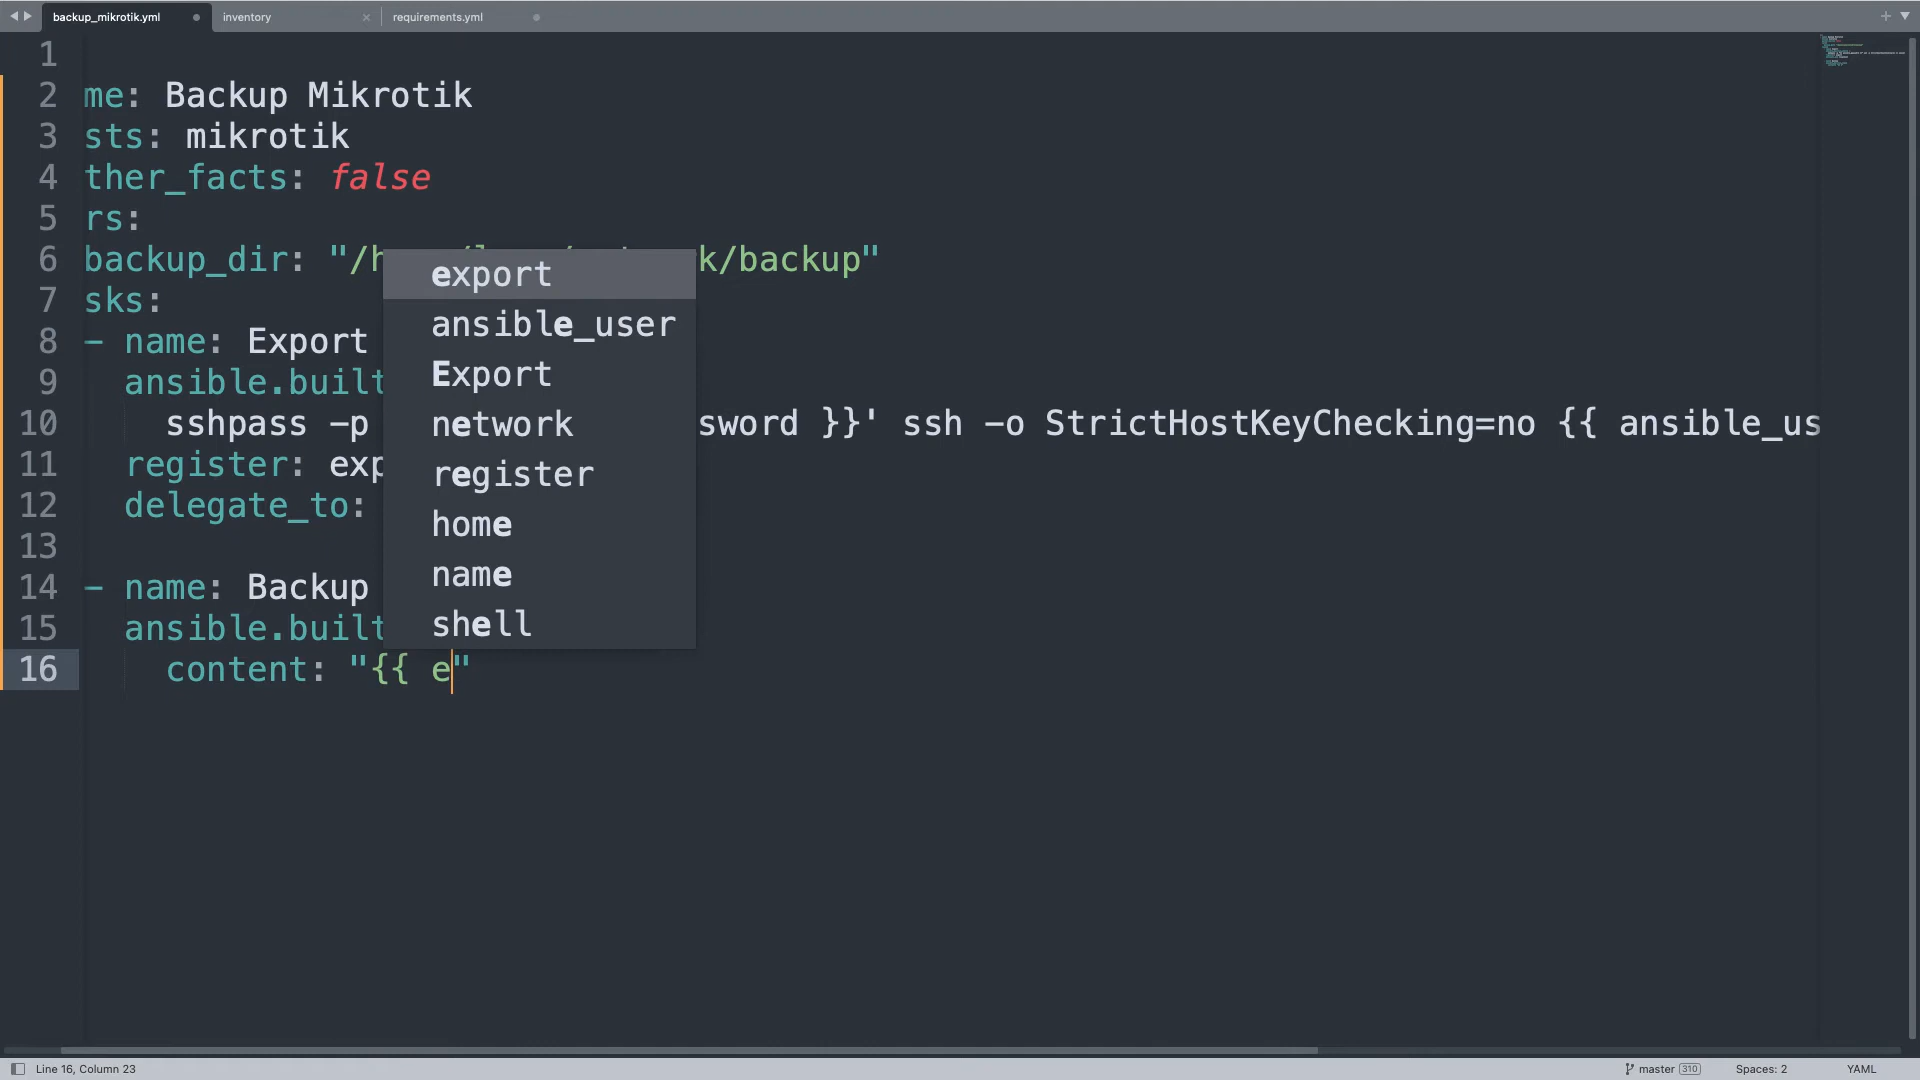 backup_mikrotik.yml inventory requirements.yml
1
2 me: Backup Mikrotik
3 sts: mikrotik
4 ther_facts: false
5 rs:
6 backup_dir: "/h k/backup"
7 sks:
8 - name: Export
9 ansible.built
10 sshpass -p sword }}' ssh -o StrictHostKeyChecking=no {{ ansible_us
11 register: exp
12 delegate_to:
13
14 - name: Backup
15 ansible.built
16 content: "{{ e"
export
ansible_user
Export
network
register
home
name
shell
Line 16, Column 23 master 310 Spaces: 2 YAML